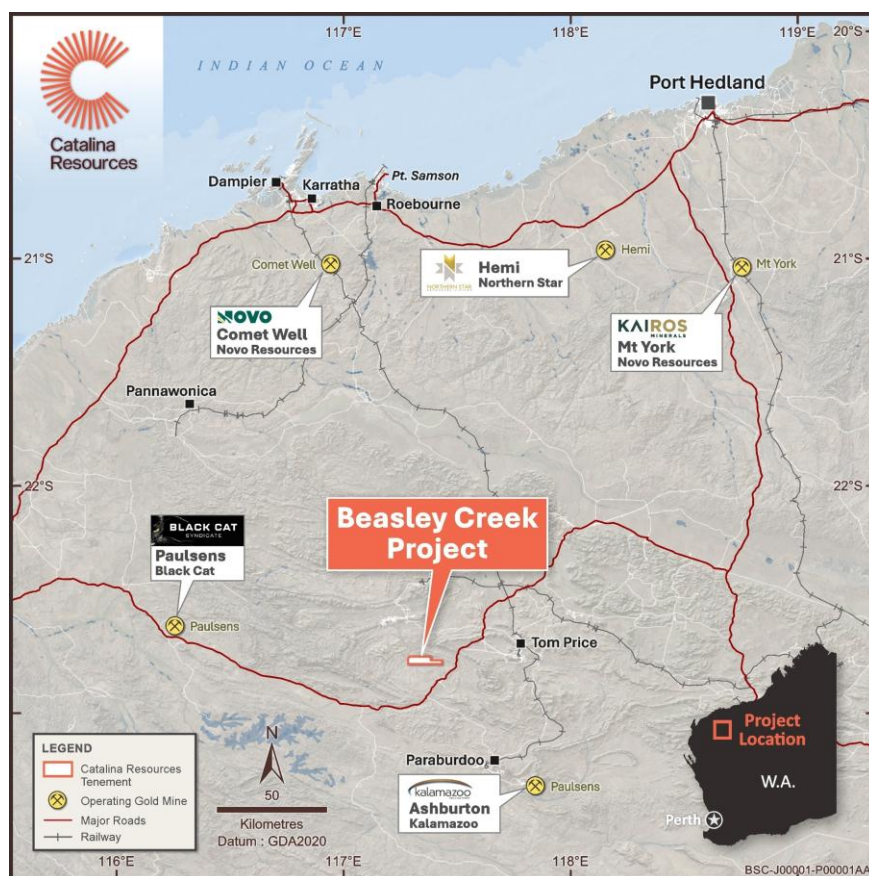 117°E
118°E
119°E
20°S
Catalina
Resources
INDIAN OCEAN
Port Hedland
Dampier
Karratha
Pt. Samson
Roebourne
21°S
21°S
Comet Well
NOVO
Comet Well
Novo Resources
NORTHERN STAR
Hemi
Northern Star
Hemi
Mt York
KAIROS
MINERALS
Mt York
Novo Resources
Pannawonica
22°S
22°S
Beasley Creek
Project
BLACK CAT
SYNDICATE
Paulsens
Black Cat
Paulsens
Tom Price
Project
Location
W.A.
Perth
Paraburdoo
kalamazoo
Ashburton
Kalamazoo
Paulsens
LEGEND
Catalina Resources
Tenement
Operating Gold Mine
Major Roads
Railway
N
50
Kilometres
Datum : GDA2020
116°E
117°E
118°E
BSC-J00001-P00001AA